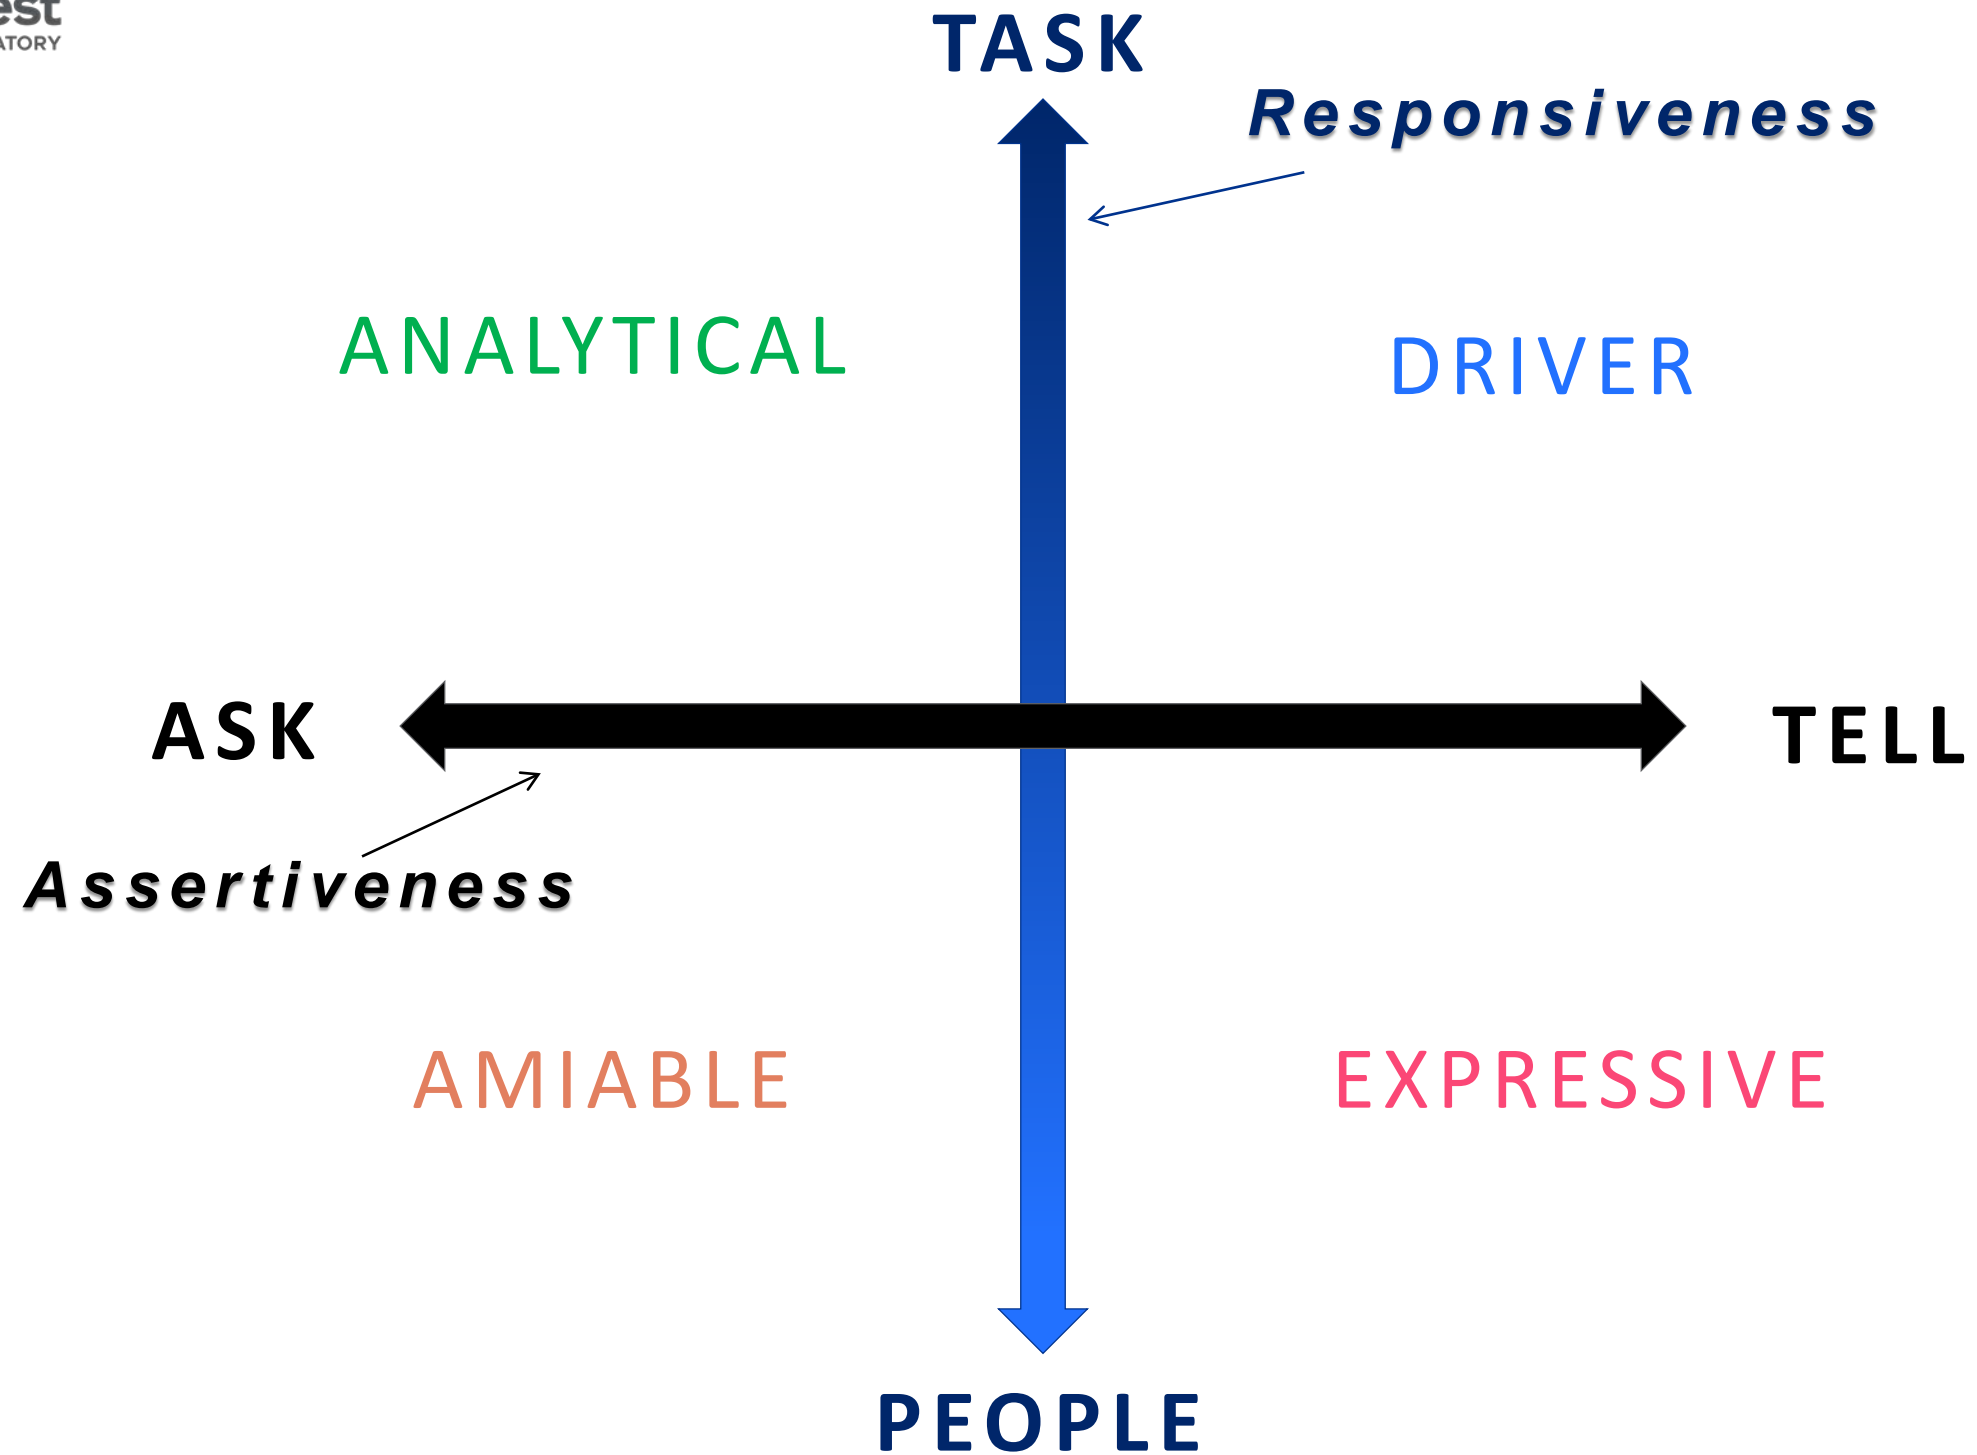 TASK
Responsiveness
ANALYTICAL
DRIVER
ASK
TELL
Assertiveness
AMIABLE
EXPRESSIVE
PEOPLE